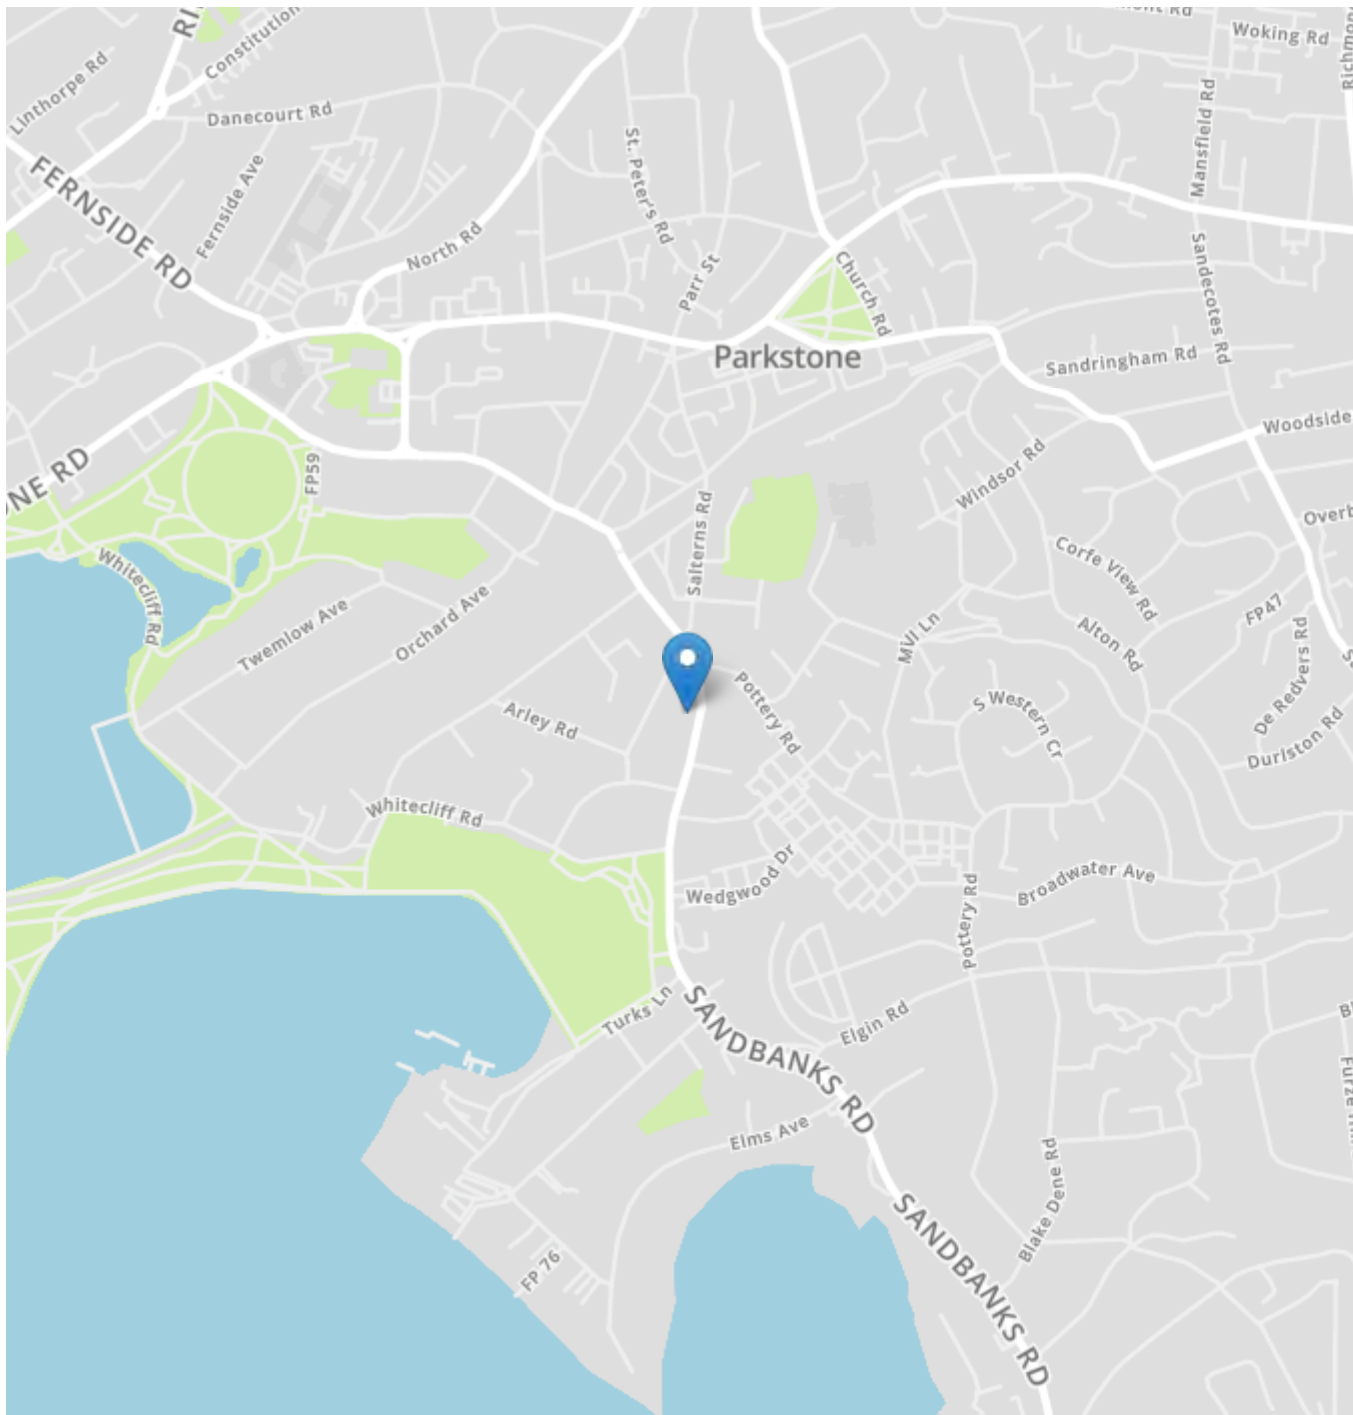 Constitution
Woking Rd
Linthorpe Rd
Danecourt Rd
Mansfield Rd
FERNSIDE RD
Fernside Ave
St. Peter's Rd
North Rd
Parr St
Church Rd
Sandecotes Rd
Parkstone
Sandringham Rd
Woodside
Windsor Rd
FP59
Salterns Rd
Whitecliff Rd
Corfe View Rd
Twemlow Ave
Orchard Ave
Alton Rd
FP47
De Redvers Rd
Pottery Rd
Arley Rd
S Western Cr
Durlston Rd
Whitecliff Rd
Wedgwood Dr
Broadwater Ave
Pottery Rd
Turks Ln
SANDBANKS RD
Elgin Rd
Elms Ave
Blake Dene Rd
SANDBANKS RD
FP 76